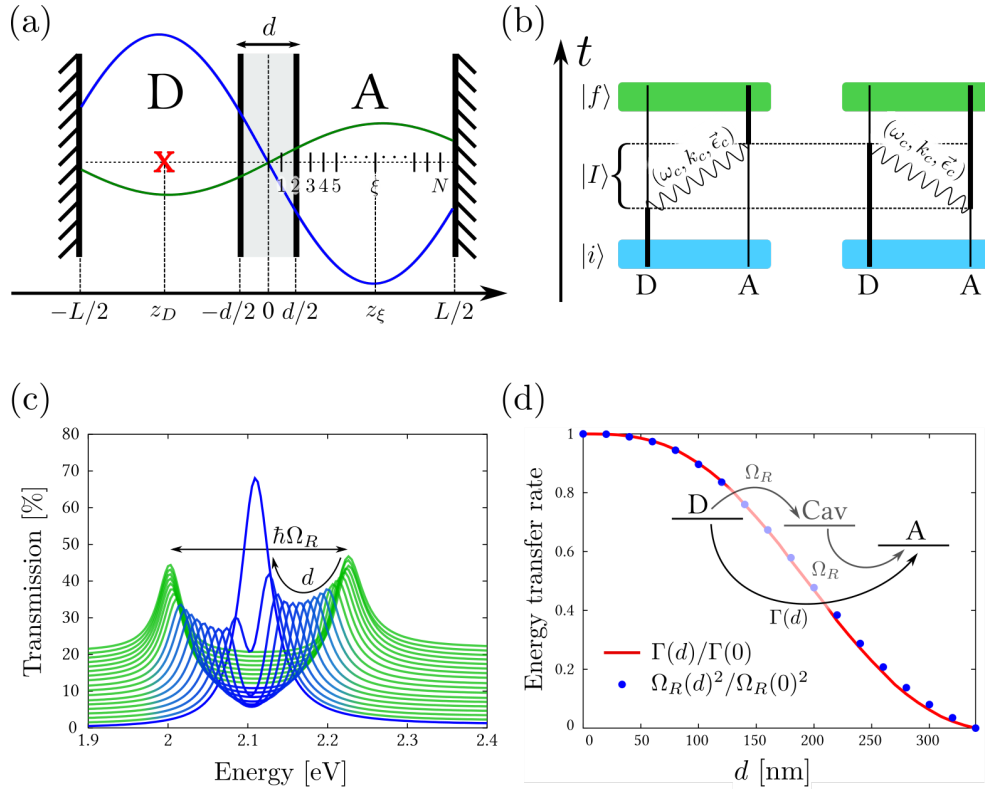 (a)
d
D
A
X
1 2 3 4 5 ξ N
−L/2 z_D −d/2 0 d/2 z_ξ L/2
(b)
t
|f⟩
|I⟩
|i⟩
(ω_c, k_c, ε⃗_c)
(ω_c, k_c, ε⃗_c)
D A D A
(c)
80
70
60
50
40
30
20
10
0
Transmission [%]
ħΩ_R
d
1.9 2 2.1 2.2 2.3 2.4
Energy [eV]
(d)
1
0.8
0.6
0.4
0.2
0
Energy transfer rate
Ω_R
D
Cav
A
Ω_R
Γ(d)
Γ(d)/Γ(0)
Ω_R(d)²/Ω_R(0)²
0 50 100 150 200 250 300
d [nm]